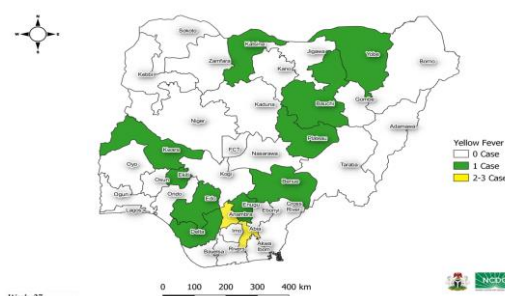 Sokoto
Katsina
Jigawa
Yobe
Borno
Zamfara
Kano
Kebbi
Kaduna
Bauchi
Gombe
Niger
Plateau
Adamawa
Kwara
FCT
Nasarawa
Oyo
Ekiti
Kogi
Taraba
Osun
Benue
Ogun
Ondo
Edo
Enugu
Lagos
Anambra
Ebonyi
Cross
River
Delta
Imo
Abia
Bayelsa
Rivers
Akwa
Ibom
Yellow Fever
0 Case
1 Case
2-3 Case
0 100 200 300 400 km
NCDC